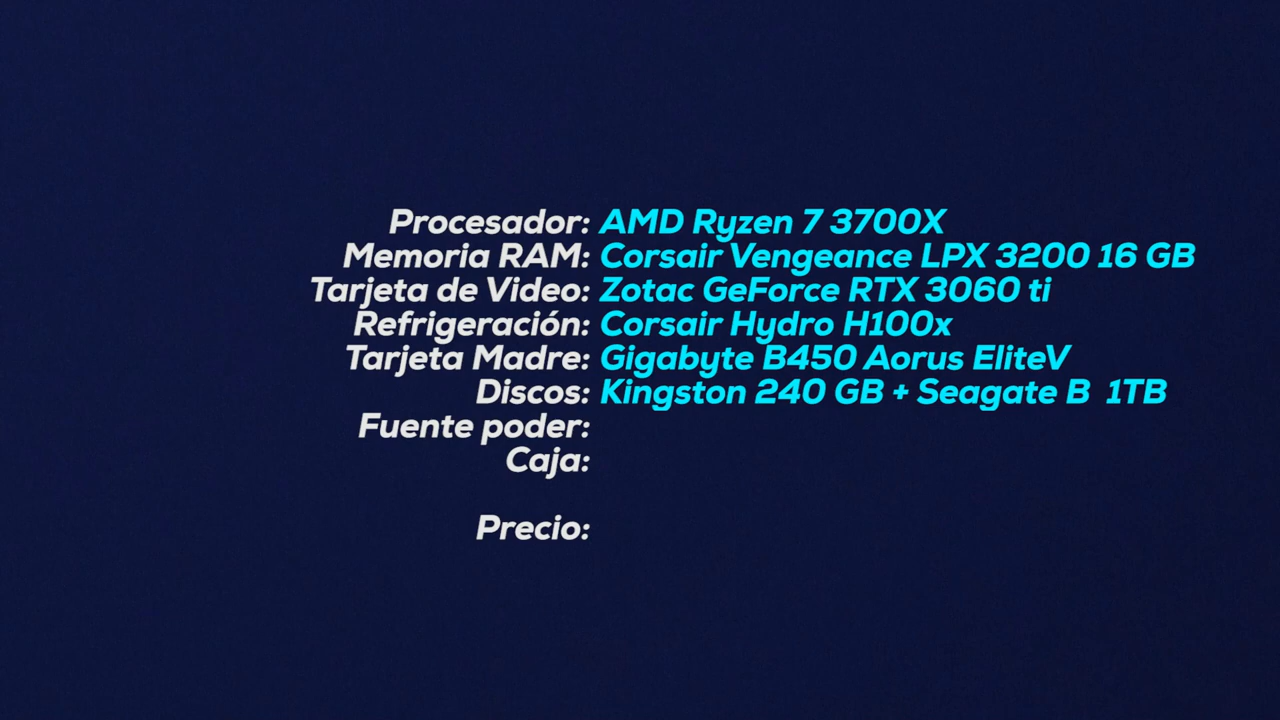 Procesador: AMD Ryzen 7 3700X
Memoria RAM: Corsair Vengeance LPX 3200 16 GB
Tarjeta de Video: Zotac GeForce RTX 3060 ti
Refrigeración: Corsair Hydro H100x
Tarjeta Madre: Gigabyte B450 Aorus EliteV
Discos: Kingston 240 GB + Seagate B 1TB
Fuente poder:
Caja:
Precio: